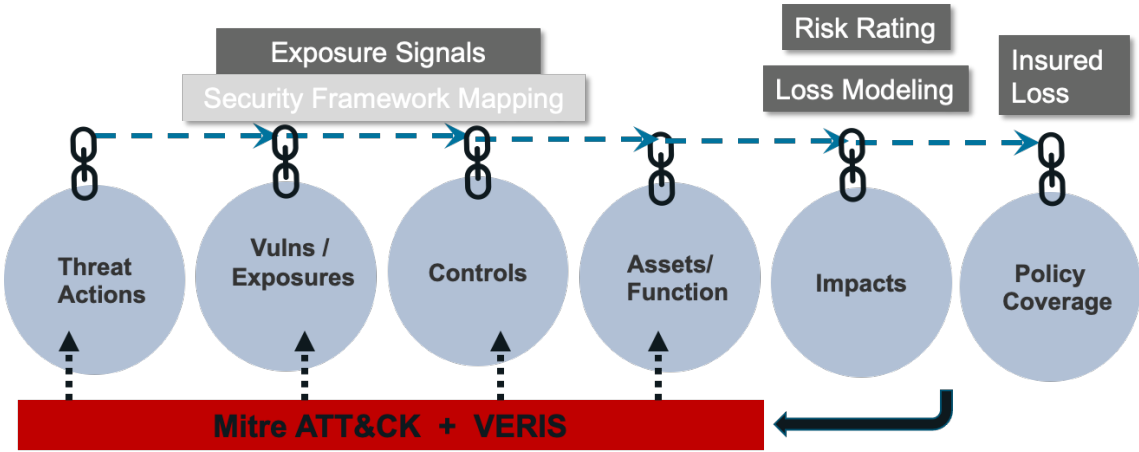 Risk Rating
Exposure Signals
Insured
Loss
Security Framework Mapping
Loss Modeling
Threat
Actions
Vulns /
Exposures
Controls
Assets/
Function
Impacts
Policy
Coverage
Mitre ATT&CK + VERIS